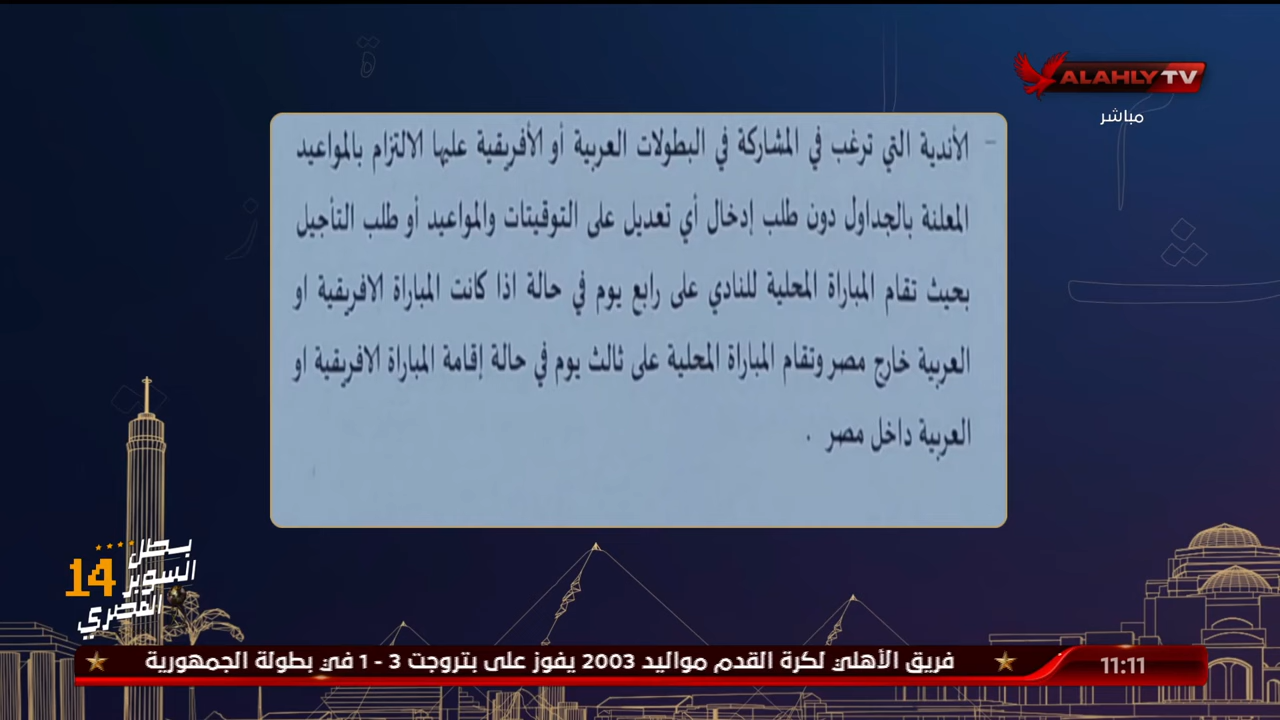 ALAHLY TV
مباشر
- الأندية التي ترغب في المشاركة في البطولات العربية أو الأفريقية عليها الالتزام بالمواعيد
المعلنة بالجداول دون طلب إدخال أي تعديل على التوقيتات والمواعيد أو طلب التأجيل
بحيث تقام المباراة المحلية للنادي على رابع يوم في حالة اذا كانت المباراة الافريقية او
العربية خارج مصر وتقام المباراة المحلية على ثالث يوم في حالة إقامة المباراة الافريقية او
العربية داخل مصر .
بطل
السوبر 14
المصري
11:11
فريق الأهلي لكرة القدم مواليد 2003 يفوز على بتروجت 3 - 1 في بطولة الجمهورية